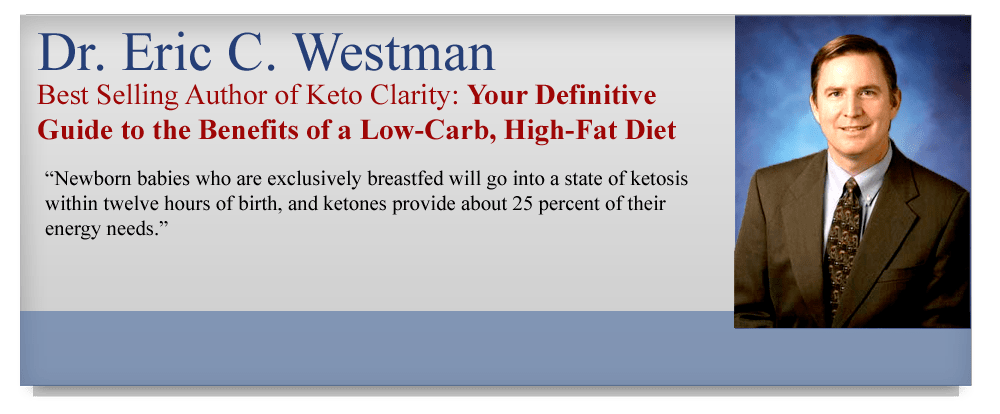 Dr. Eric C. Westman
Best Selling Author of Keto Clarity: Your Definitive
Guide to the Benefits of a Low-Carb, High-Fat Diet
“Newborn babies who are exclusively breastfed will go into a state of ketosis
within twelve hours of birth, and ketones provide about 25 percent of their
energy needs.”